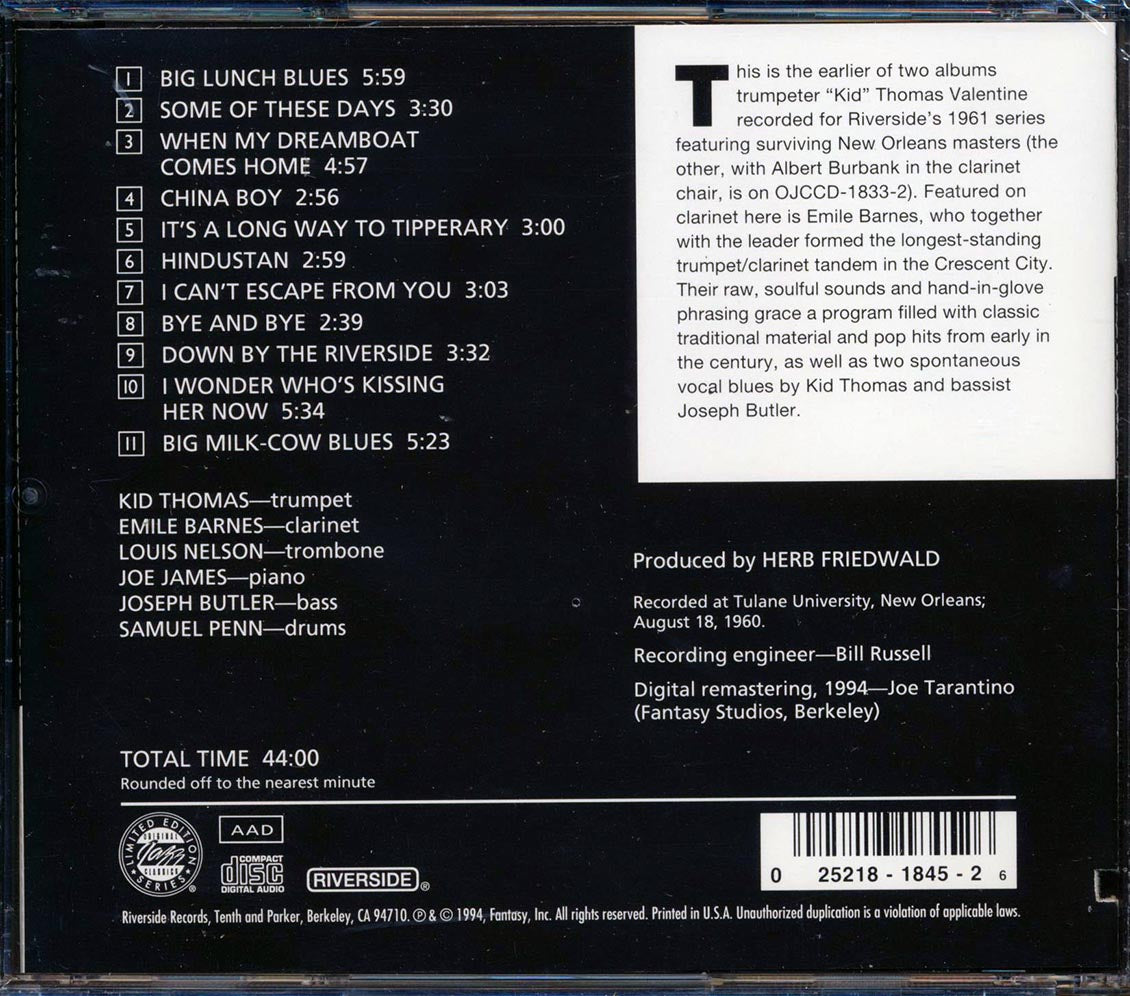 1 BIG LUNCH BLUES 5:59
2 SOME OF THESE DAYS 3:30
3 WHEN MY DREAMBOAT
COMES HOME 4:57
4 CHINA BOY 2:56
5 IT'S A LONG WAY TO TIPPERARY 3:00
6 HINDUSTAN 2:59
7 I CAN'T ESCAPE FROM YOU 3:03
8 BYE AND BYE 2:39
9 DOWN BY THE RIVERSIDE 3:32
10 I WONDER WHO'S KISSING
HER NOW 5:34
11 BIG MILK-COW BLUES 5:23
KID THOMAS—trumpet
EMILE BARNES—clarinet
LOUIS NELSON—trombone
JOE JAMES—piano
JOSEPH BUTLER—bass
SAMUEL PENN—drums
This is the earlier of two albums
trumpeter “Kid” Thomas Valentine
recorded for Riverside's 1961 series
featuring surviving New Orleans masters (the
other, with Albert Burbank in the clarinet
chair, is on OJCCD-1833-2). Featured on
clarinet here is Emile Barnes, who together
with the leader formed the longest-standing
trumpet/clarinet tandem in the Crescent City.
Their raw, soulful sounds and hand-in-glove
phrasing grace a program filled with classic
traditional material and pop hits from early in
the century, as well as two spontaneous
vocal blues by Kid Thomas and bassist
Joseph Butler.
Produced by HERB FRIEDWALD
Recorded at Tulane University, New Orleans;
August 18, 1960.
Recording engineer—Bill Russell
Digital remastering, 1994—Joe Tarantino
(Fantasy Studios, Berkeley)
TOTAL TIME 44:00
Rounded off to the nearest minute
LIMITED EDITION
ORIGINAL
Jazz
CLASSICS
SERIES ®
AAD
COMPACT
disc
DIGITAL AUDIO
RIVERSIDE ®
0 25218 - 1845 - 2 6
Riverside Records, Tenth and Parker, Berkeley, CA 94710. ℗ & © 1994, Fantasy, Inc. All rights reserved. Printed in U.S.A. Unauthorized duplication is a violation of applicable laws.